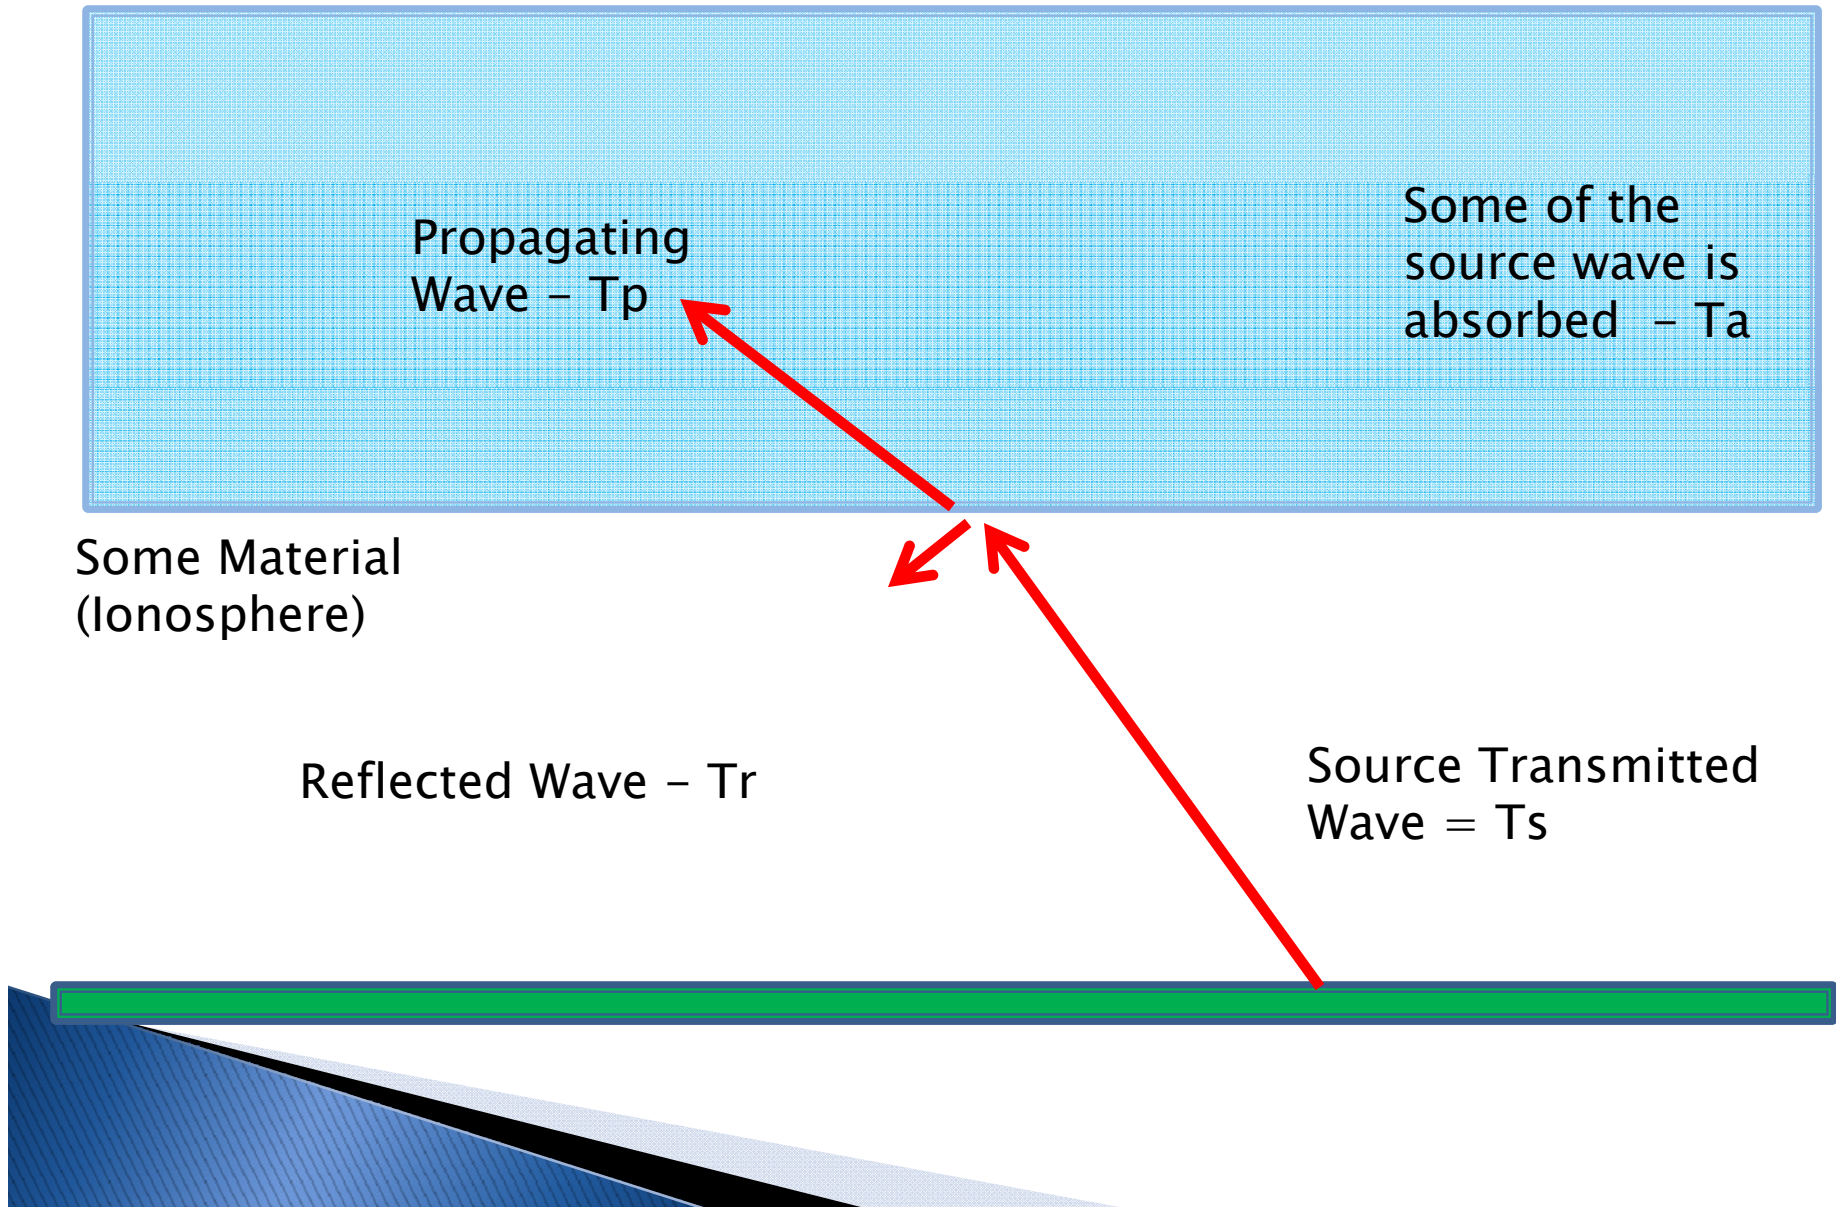 Propagating
Wave – Tp
Some of the
source wave is
absorbed  – Ta
Some Material
(Ionosphere)
Reflected Wave – Tr
Source Transmitted
Wave = Ts